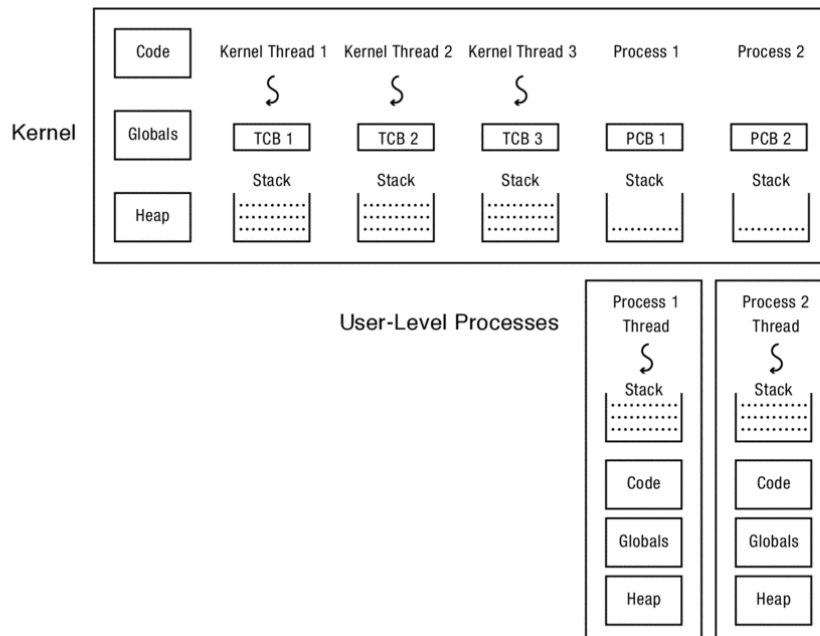 Code
Kernel Thread 1 Kernel Thread 2 Kernel Thread 3 Process 1 Process 2
Kernel
Globals
TCB 1 TCB 2 TCB 3 PCB 1 PCB 2
Stack Stack Stack Stack Stack
Heap
User-Level Processes
Process 1
Thread
Stack
Code
Globals
Heap
Process 2
Thread
Stack
Code
Globals
Heap